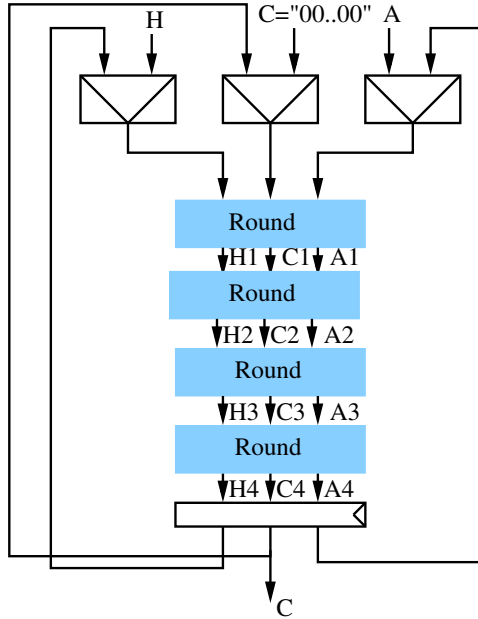 H C="00..00" A
Round
H1 C1 A1
Round
H2 C2 A2
Round
H3 C3 A3
Round
H4 C4 A4
C